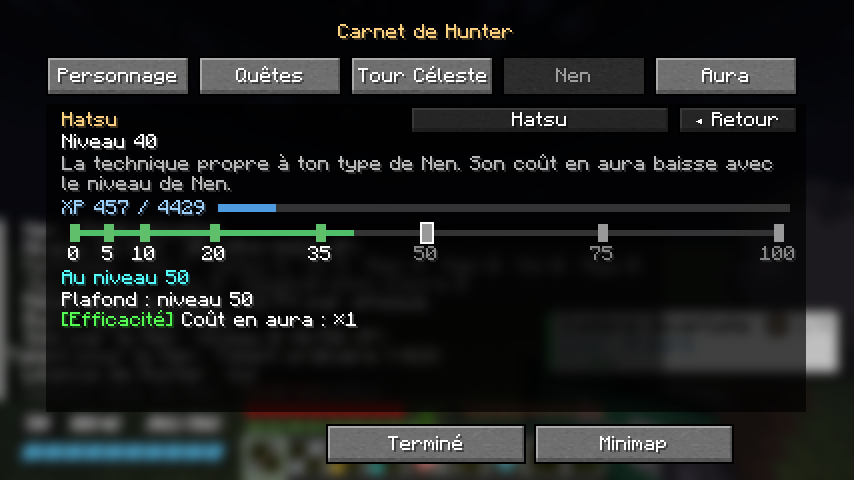 Carnet de Hunter
Personnage
Quêtes
Tour Céleste
Nen
Aura
Hatsu
Hatsu
◂ Retour
Niveau 40
La technique propre à ton type de Nen. Son coût en aura baisse avec
le niveau de Nen.
XP 457 / 4429
0 5 10 20 35 50 75 100
Au niveau 50
Plafond : niveau 50
[Efficacité] Coût en aura : ×1
Terminé
Minimap